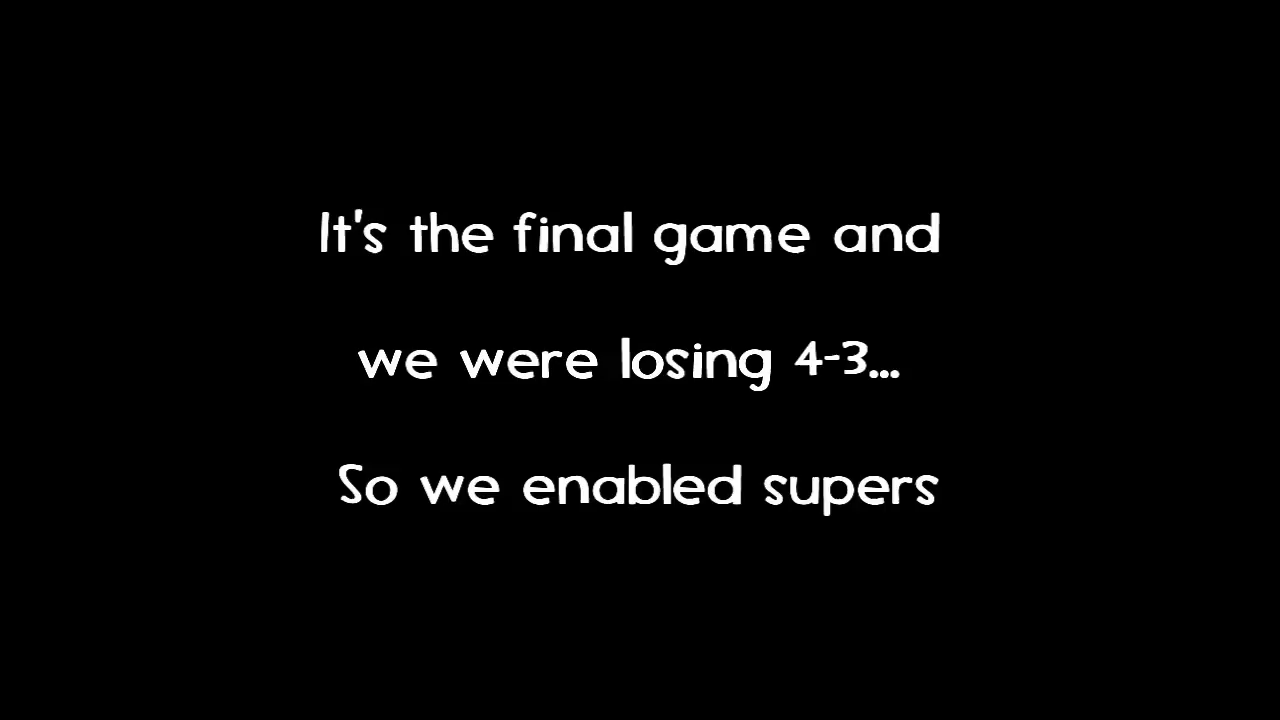 It's the final game and
we were losing 4-3...
So we enabled supers